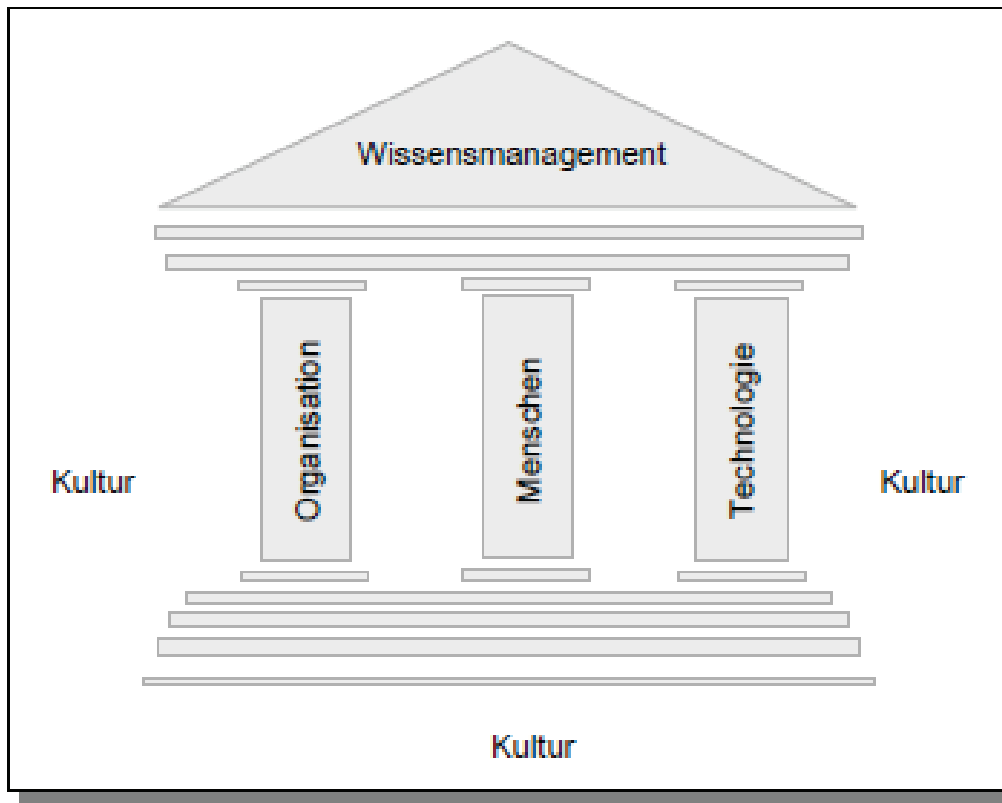 Wissensmanagement
Organisation
Menschen
Technologie
Kultur
Kultur
Kultur